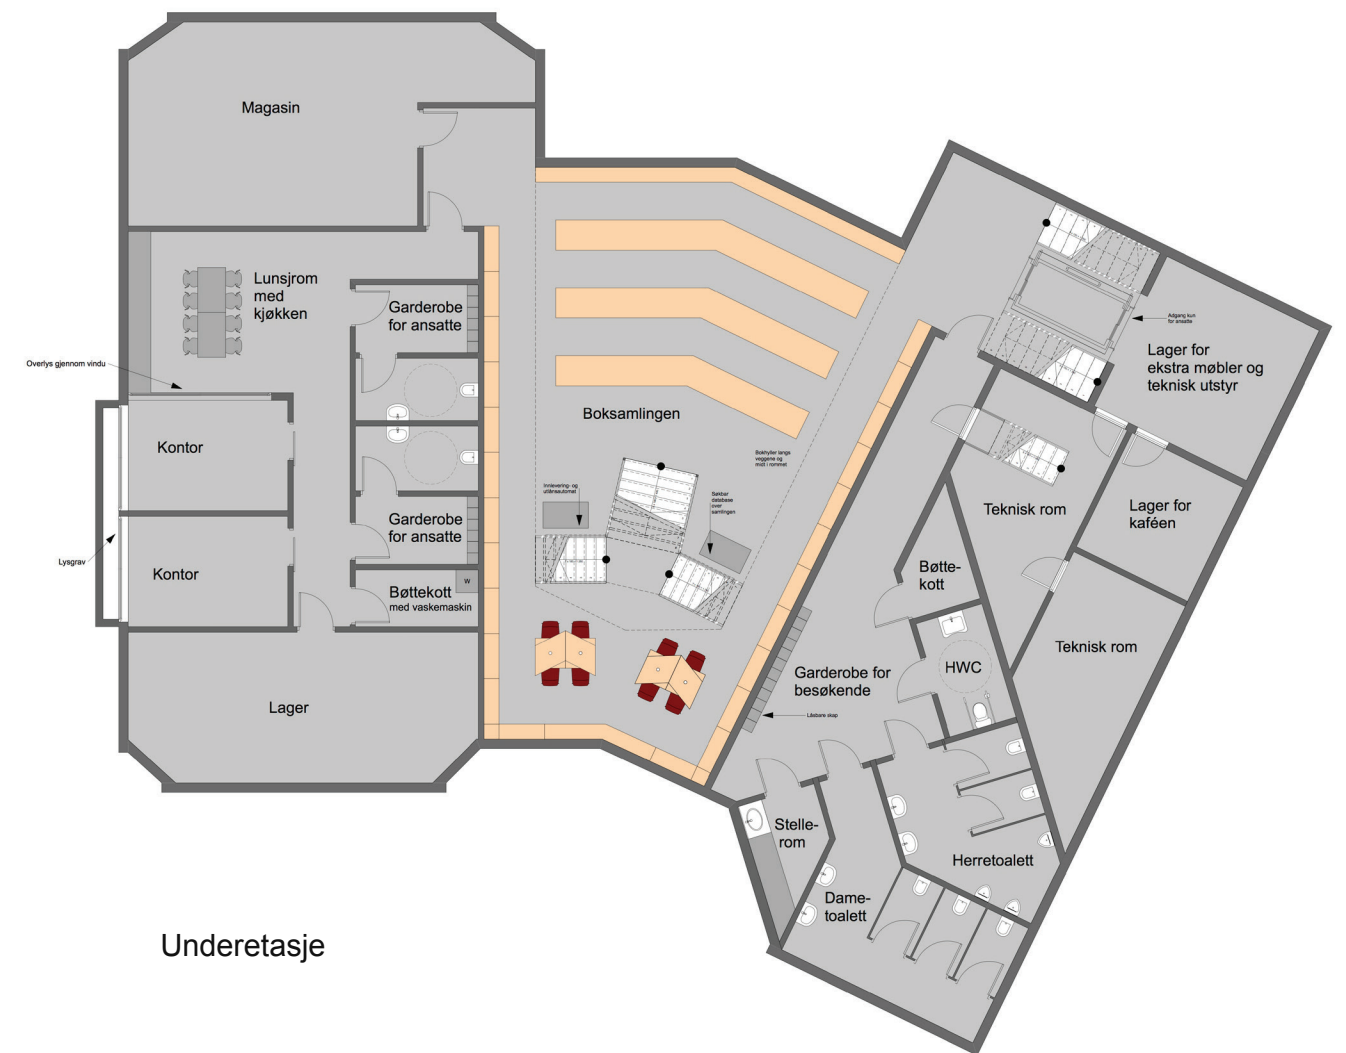 Magasin
Lunsjrom
med
kjøkken
Garderobe
for ansatte
Overlys gjennom vindu
Kontor
Kontor
Lysgrav
Garderobe
for ansatte
Bøttekott
med vaskemaskin
W
Lager
Boksamlingen
Bokhyller langs
veggene og
midt i rommet
Innlevering- og
utlånsautomat
Søkbar
database
over
samlingen
Adgang kun
for ansatte
Lager for
ekstra møbler og
teknisk utstyr
Teknisk rom
Lager for
kaféen
Bøtte-
kott
Teknisk rom
HWC
Garderobe for
besøkende
Låsbare skap
Stelle-
rom
Herretoalett
Dame-
toalett
Underetasje